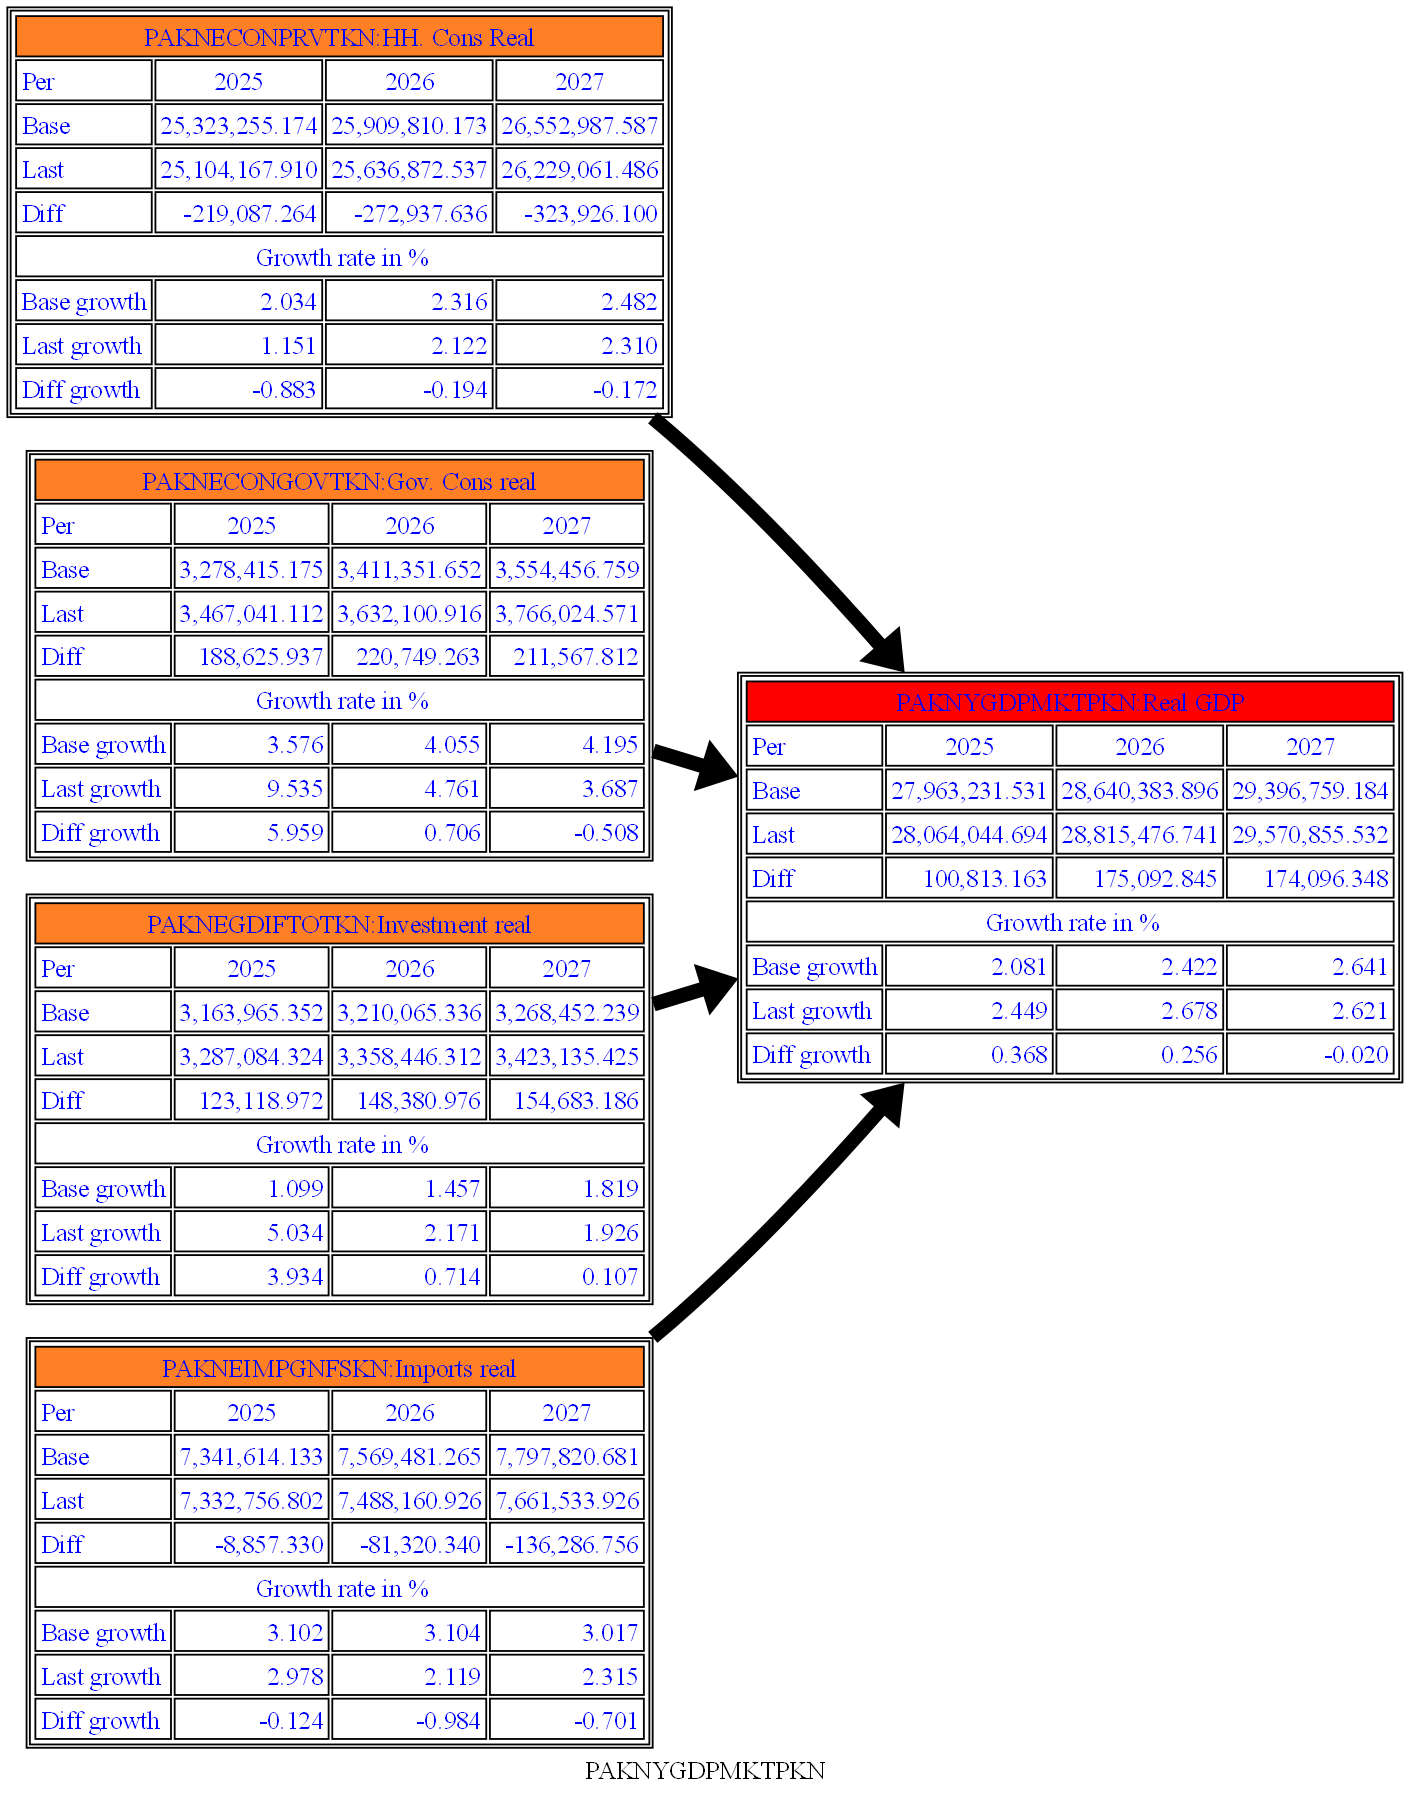 PAKNECONPRVTKN:HH. Cons Real
Per 2025 2026 2027
Base 25,323,255.174 25,909,810.173 26,552,987.587
Last 25,104,167.910 25,636,872.537 26,229,061.486
Diff -219,087.264 -272,937.636 -323,926.100
Growth rate in %
Base growth 2.034 2.316 2.482
Last growth 1.151 2.122 2.310
Diff growth -0.883 -0.194 -0.172
PAKNECONGOVTKN:Gov. Cons real
Per 2025 2026 2027
Base 3,278,415.175 3,411,351.652 3,554,456.759
Last 3,467,041.112 3,632,100.916 3,766,024.571
Diff 188,625.937 220,749.263 211,567.812
Growth rate in %
Base growth 3.576 4.055 4.195
Last growth 9.535 4.761 3.687
Diff growth 5.959 0.706 -0.508
PAKNEGDIFTOTKN:Investment real
Per 2025 2026 2027
Base 3,163,965.352 3,210,065.336 3,268,452.239
Last 3,287,084.324 3,358,446.312 3,423,135.425
Diff 123,118.972 148,380.976 154,683.186
Growth rate in %
Base growth 1.099 1.457 1.819
Last growth 5.034 2.171 1.926
Diff growth 3.934 0.714 0.107
PAKNEIMPGNFSKN:Imports real
Per 2025 2026 2027
Base 7,341,614.133 7,569,481.265 7,797,820.681
Last 7,332,756.802 7,488,160.926 7,661,533.926
Diff -8,857.330 -81,320.340 -136,286.756
Growth rate in %
Base growth 3.102 3.104 3.017
Last growth 2.978 2.119 2.315
Diff growth -0.124 -0.984 -0.701
PAKNYGDPMKTPKN:Real GDP
Per 2025 2026 2027
Base 27,963,231.531 28,640,383.896 29,396,759.184
Last 28,064,044.694 28,815,476.741 29,570,855.532
Diff 100,813.163 175,092.845 174,096.348
Growth rate in %
Base growth 2.081 2.422 2.641
Last growth 2.449 2.678 2.621
Diff growth 0.368 0.256 -0.020
PAKNYGDPMKTPKN